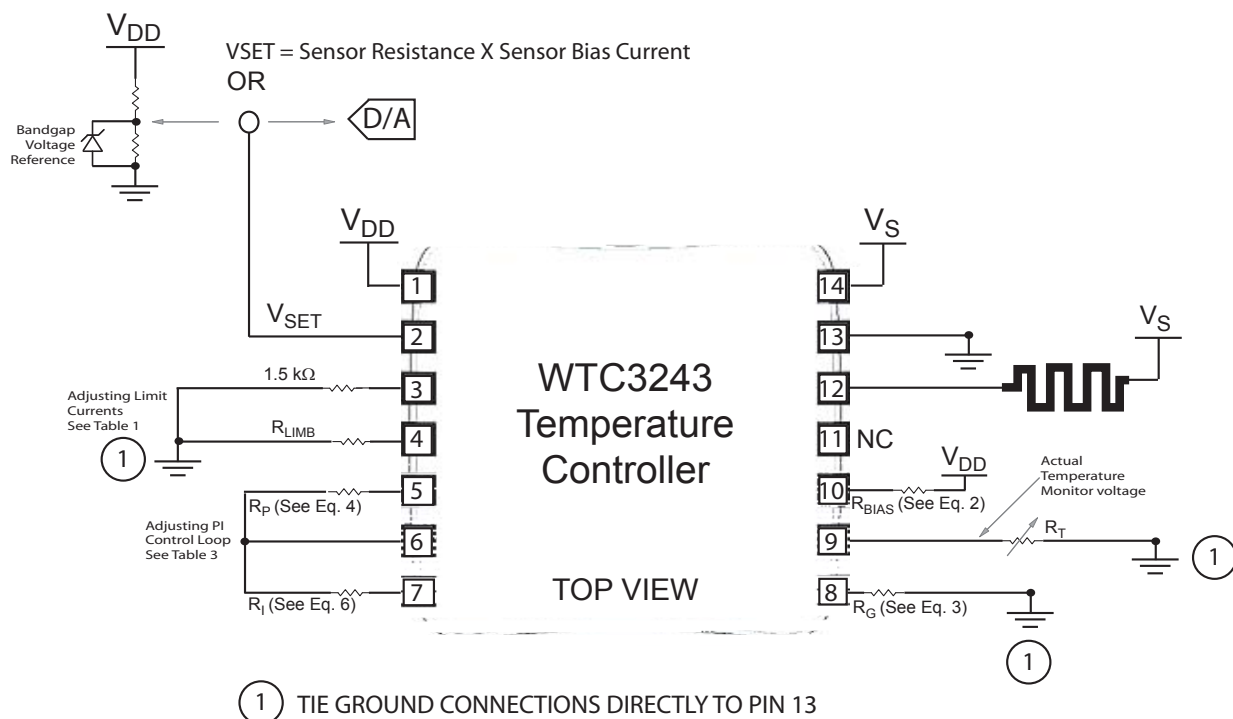 VDD
VSET = Sensor Resistance X Sensor Bias Current
OR
D/A
Bandgap
Voltage
Reference
VDD
VS
1
14
VSET
2
13
VS
1.5 kΩ
3
12
Adjusting Limit
Currents
See Table 1
1
RLIMB
4
11
NC
WTC3243
Temperature
Controller
VDD
Actual
Temperature
Monitor voltage
RP (See Eq. 4)
5
10
RBIAS (See Eq. 2)
Adjusting PI
Control Loop
See Table 3
6
9
RT
1
RI (See Eq. 6)
7
TOP VIEW
8
RG (See Eq. 3)
1
1 TIE GROUND CONNECTIONS DIRECTLY TO PIN 13